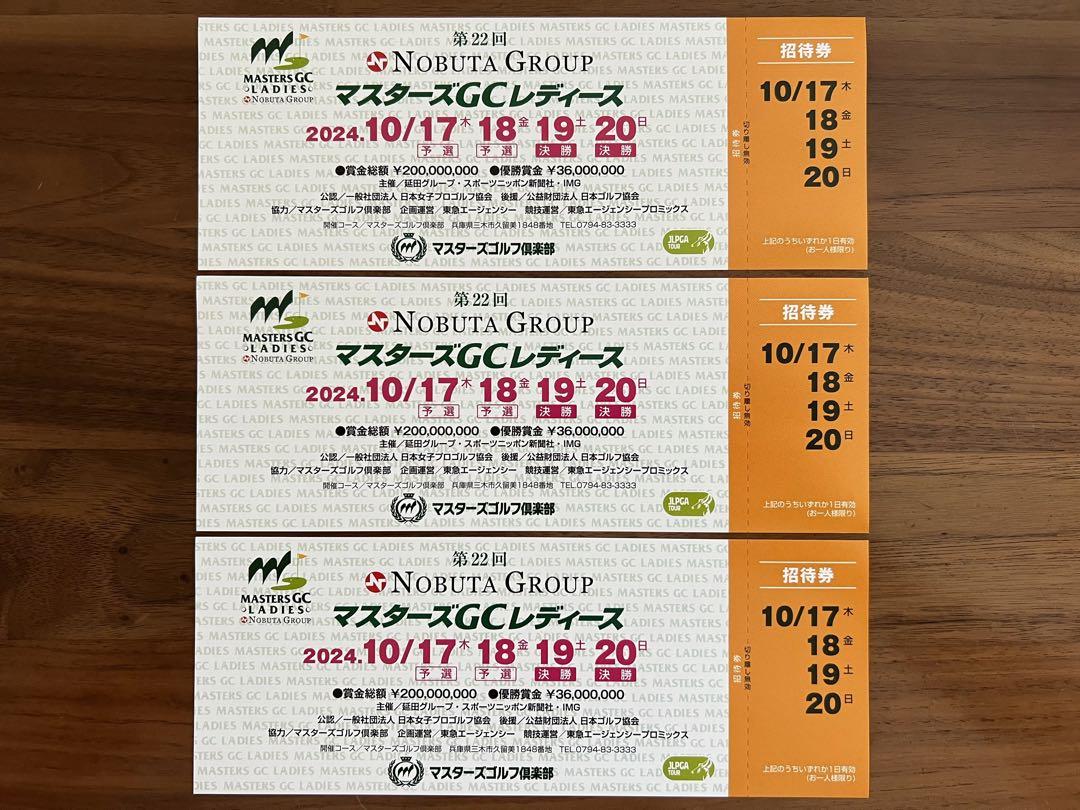 MASTERS GC
LADIES
NOBUTA GROUP
第22回
NOBUTA GROUP
マスターズGCレディース
2024.10/17木 18金 19土 20日
予選 予選 決勝 決勝
●賞金総額 ¥200,000,000 ●優勝賞金 ¥36,000,000
主催／延田グループ・スポーツニッポン新聞社・IMG
公認／一般社団法人 日本女子プロゴルフ協会 後援／公益財団法人 日本ゴルフ協会
協力／マスターズゴルフ倶楽部 企画運営／東急エージェンシー 競技運営／東急エージェンシープロミックス
開催コース／マスターズゴルフ倶楽部 兵庫県三木市久留美1848番地 TEL.0794-83-3333
マスターズゴルフ倶楽部
JLPGA
TOUR
招待券
切り離し無効
招待券
10/17木
18金
19土
20日
上記のうちいずれか1日有効
(お一人様限り)
MASTERS GC
LADIES
NOBUTA GROUP
第22回
NOBUTA GROUP
マスターズGCレディース
2024.10/17木 18金 19土 20日
予選 予選 決勝 決勝
●賞金総額 ¥200,000,000 ●優勝賞金 ¥36,000,000
主催／延田グループ・スポーツニッポン新聞社・IMG
公認／一般社団法人 日本女子プロゴルフ協会 後援／公益財団法人 日本ゴルフ協会
協力／マスターズゴルフ倶楽部 企画運営／東急エージェンシー 競技運営／東急エージェンシープロミックス
開催コース／マスターズゴルフ倶楽部 兵庫県三木市久留美1848番地 TEL.0794-83-3333
マスターズゴルフ倶楽部
JLPGA
TOUR
招待券
切り離し無効
招待券
10/17木
18金
19土
20日
上記のうちいずれか1日有効
(お一人様限り)
MASTERS GC
LADIES
NOBUTA GROUP
第22回
NOBUTA GROUP
マスターズGCレディース
2024.10/17木 18金 19土 20日
予選 予選 決勝 決勝
●賞金総額 ¥200,000,000 ●優勝賞金 ¥36,000,000
主催／延田グループ・スポーツニッポン新聞社・IMG
公認／一般社団法人 日本女子プロゴルフ協会 後援／公益財団法人 日本ゴルフ協会
協力／マスターズゴルフ倶楽部 企画運営／東急エージェンシー 競技運営／東急エージェンシープロミックス
開催コース／マスターズゴルフ倶楽部 兵庫県三木市久留美1848番地 TEL.0794-83-3333
マスターズゴルフ倶楽部
JLPGA
TOUR
招待券
切り離し無効
招待券
10/17木
18金
19土
20日
上記のうちいずれか1日有効
(お一人様限り)